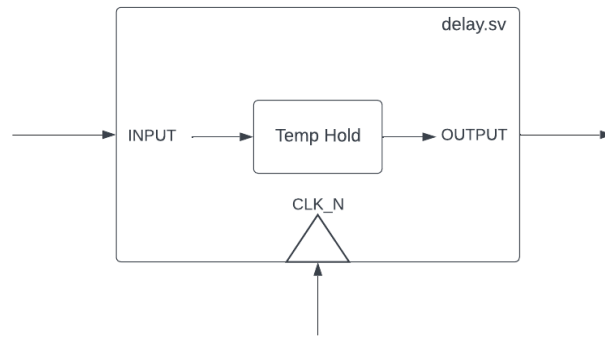 delay.sv
INPUT
Temp Hold
OUTPUT
CLK_N